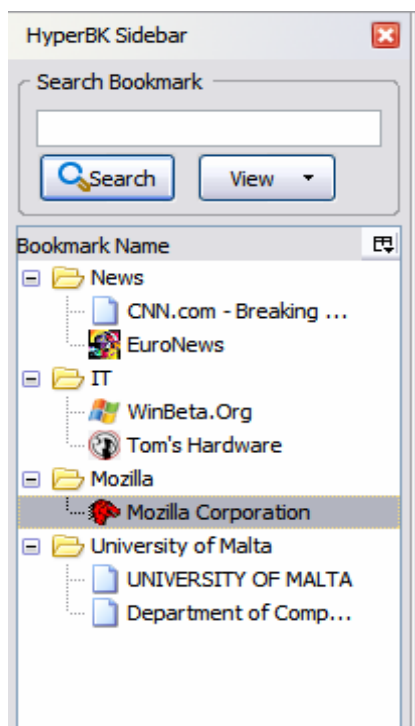 HyperBK Sidebar
Search Bookmark
Search View
Bookmark Name
News
CNN.com - Breaking ...
EuroNews
IT
WinBeta.Org
Tom's Hardware
Mozilla
Mozilla Corporation
University of Malta
UNIVERSITY OF MALTA
Department of Comp...